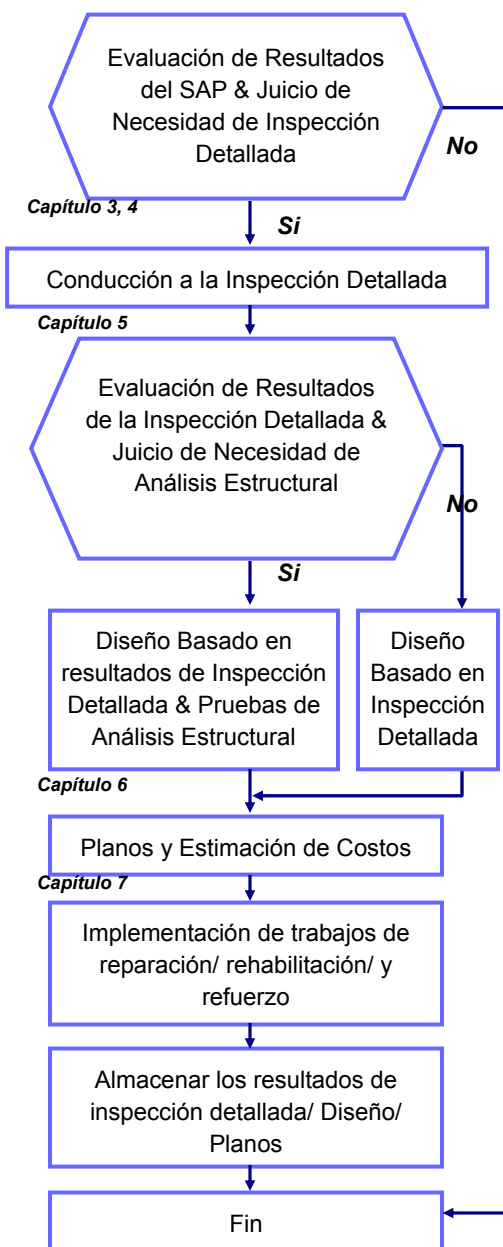 Evaluación de Resultados
del SAP & Juicio de
Necesidad de Inspección
Detallada
No
Capítulo 3, 4
Si
Conducción a la Inspección Detallada
Capítulo 5
Evaluación de Resultados
de la Inspección Detallada &
Juicio de Necesidad de
Análisis Estructural
No
Si
Diseño Basado en
resultados de Inspección
Detallada & Pruebas de
Análisis Estructural
Diseño
Basado en
Inspección
Detallada
Capítulo 6
Planos y Estimación de Costos
Capítulo 7
Implementación de trabajos de
reparación/ rehabilitación/ y
refuerzo
Almacenar los resultados de
inspección detallada/ Diseño/
Planos
Fin